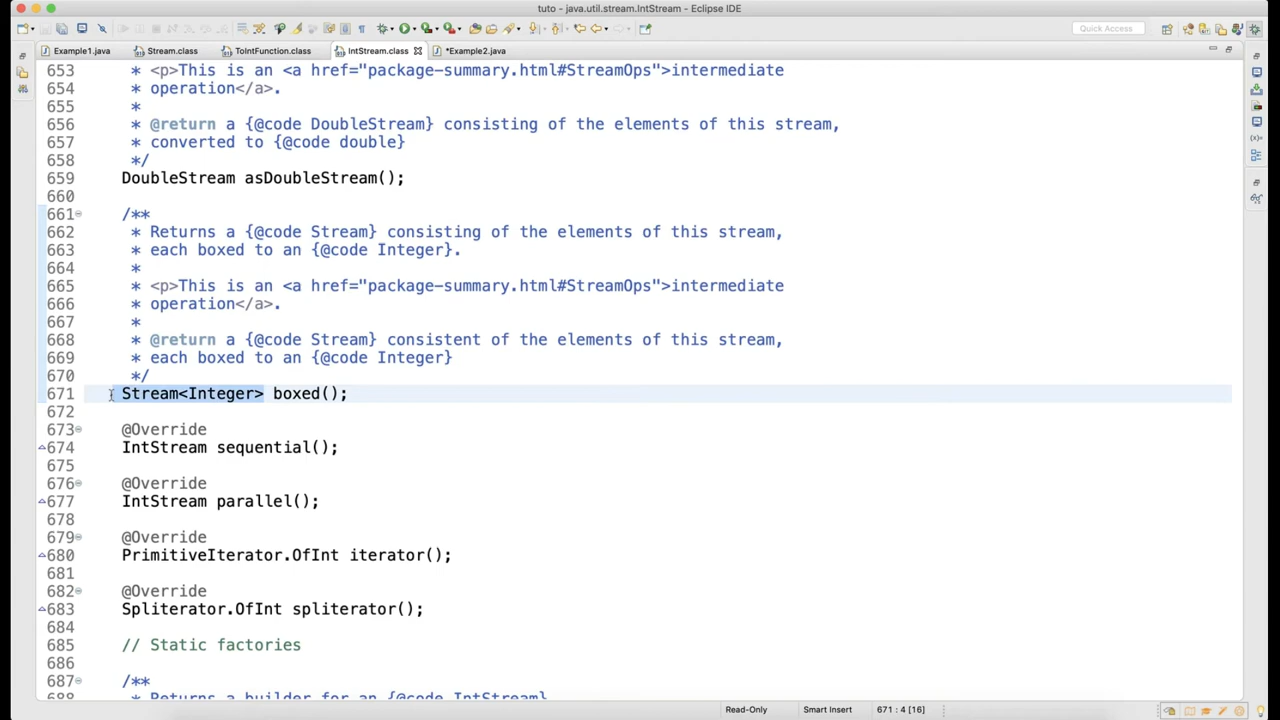 tuto - java.util.stream.IntStream - Eclipse IDE
Quick Access
Example1.java Stream.class ToIntFunction.class IntStream.class *Example2.java
653 * <p>This is an <a href="package-summary.html#StreamOps">intermediate
654 * operation</a>.
655 *
656 * @return a {@code DoubleStream} consisting of the elements of this stream,
657 * converted to {@code double}
658 */
659 DoubleStream asDoubleStream();
660
661 /**
662 * Returns a {@code Stream} consisting of the elements of this stream,
663 * each boxed to an {@code Integer}.
664 *
665 * <p>This is an <a href="package-summary.html#StreamOps">intermediate
666 * operation</a>.
667 *
668 * @return a {@code Stream} consistent of the elements of this stream,
669 * each boxed to an {@code Integer}
670 */
671 Stream<Integer> boxed();
672
673 @Override
674 IntStream sequential();
675
676 @Override
677 IntStream parallel();
678
679 @Override
680 PrimitiveIterator.OfInt iterator();
681
682 @Override
683 Spliterator.OfInt spliterator();
684
685 // Static factories
686
687 /**
688 * Returns a builder for an {@code IntStream}
Read-Only Smart Insert 671 : 4 [16]